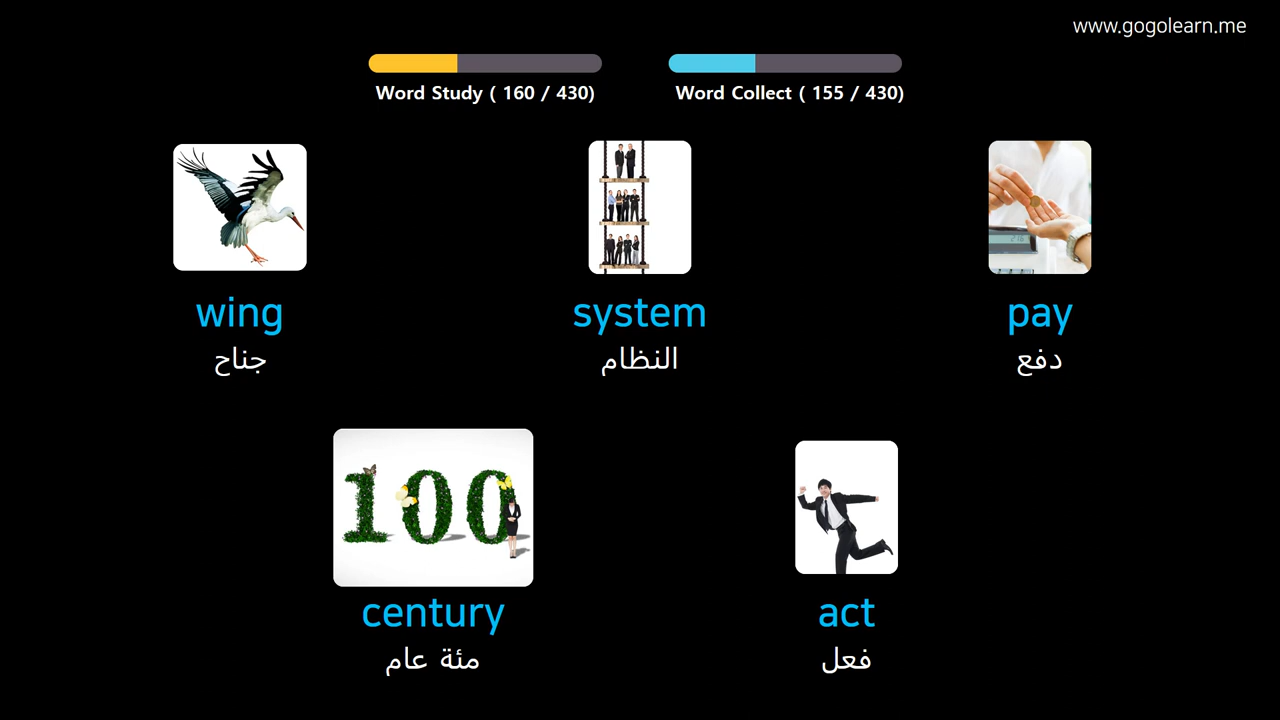 www.gogolearn.me
Word Study ( 160 / 430)
Word Collect ( 155 / 430)
wing
جناح
system
النظام
pay
دفع
100
century
مئة عام
act
فعل